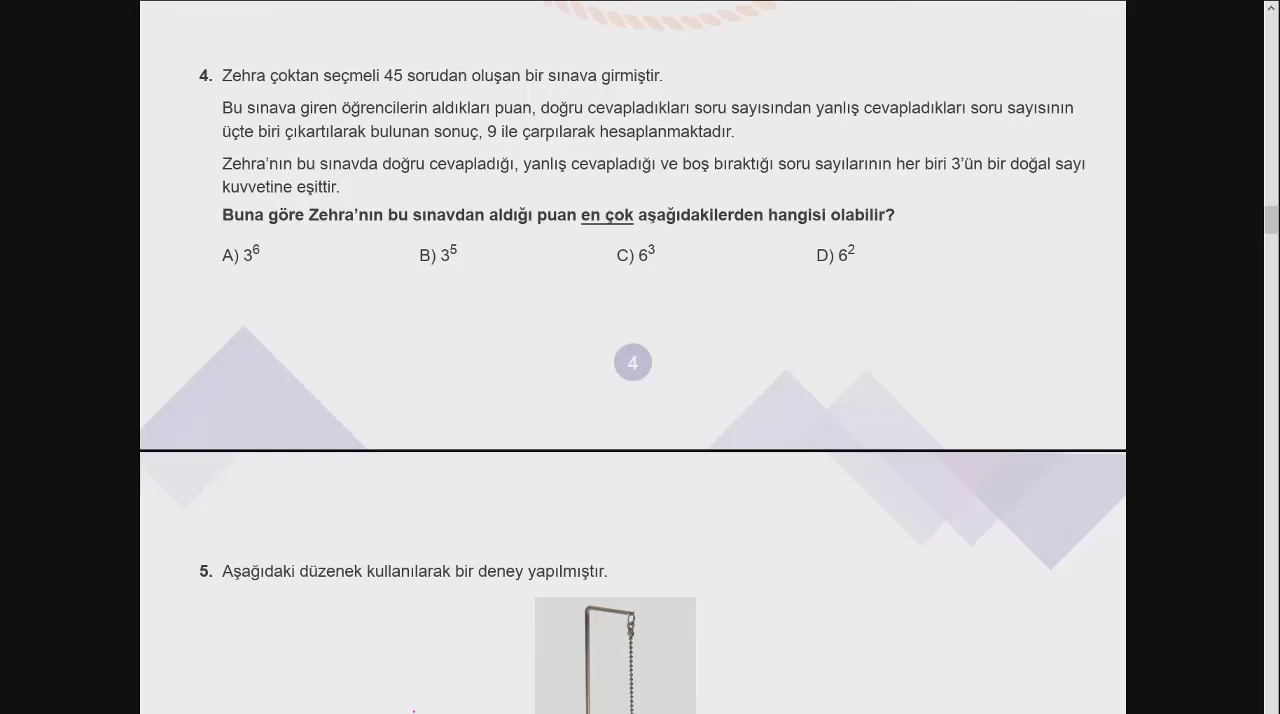 4. Zehra çoktan seçmeli 45 sorudan oluşan bir sınava girmiştir.
Bu sınava giren öğrencilerin aldıkları puan, doğru cevapladıkları soru sayısından yanlış cevapladıkları soru sayısının
üçte biri çıkartılarak bulunan sonuç, 9 ile çarpılarak hesaplanmaktadır.
Zehra’nın bu sınavda doğru cevapladığı, yanlış cevapladığı ve boş bıraktığı soru sayılarının her biri 3’ün bir doğal sayı
kuvvetine eşittir.
Buna göre Zehra’nın bu sınavdan aldığı puan en çok aşağıdakilerden hangisi olabilir?
A) 3⁶ B) 3⁵ C) 6³ D) 6²
4
5. Aşağıdaki düzenek kullanılarak bir deney yapılmıştır.